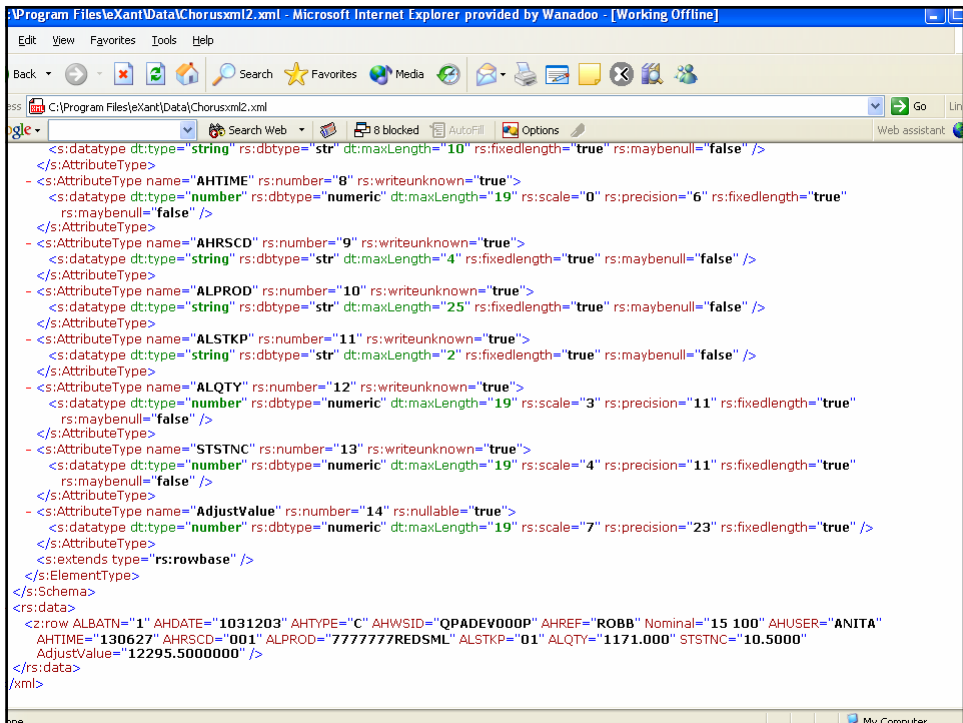 :\Program Files\eXant\Data\Chorusxml2.xml - Microsoft Internet Explorer provided by Wanadoo - [Working Offline]
Edit View Favorites Tools Help
Back Search Favorites Media
ess C:\Program Files\eXant\Data\Chorusxml2.xml Go Lin
ogle Search Web 8 blocked AutoFill Options Web assistant
<s:datatype dt:type="string" rs:dbtype="str" dt:maxLength="10" rs:fixedlength="true" rs:maybenull="false" />
</s:AttributeType>
- <s:AttributeType name="AHTIME" rs:number="8" rs:writeunknown="true">
<s:datatype dt:type="number" rs:dbtype="numeric" dt:maxLength="19" rs:scale="0" rs:precision="6" rs:fixedlength="true"
rs:maybenull="false" />
</s:AttributeType>
- <s:AttributeType name="AHRSCD" rs:number="9" rs:writeunknown="true">
<s:datatype dt:type="string" rs:dbtype="str" dt:maxLength="4" rs:fixedlength="true" rs:maybenull="false" />
</s:AttributeType>
- <s:AttributeType name="ALPROD" rs:number="10" rs:writeunknown="true">
<s:datatype dt:type="string" rs:dbtype="str" dt:maxLength="25" rs:fixedlength="true" rs:maybenull="false" />
</s:AttributeType>
- <s:AttributeType name="ALSTKP" rs:number="11" rs:writeunknown="true">
<s:datatype dt:type="string" rs:dbtype="str" dt:maxLength="2" rs:fixedlength="true" rs:maybenull="false" />
</s:AttributeType>
- <s:AttributeType name="ALQTY" rs:number="12" rs:writeunknown="true">
<s:datatype dt:type="number" rs:dbtype="numeric" dt:maxLength="19" rs:scale="3" rs:precision="11" rs:fixedlength="true"
rs:maybenull="false" />
</s:AttributeType>
- <s:AttributeType name="STSTNC" rs:number="13" rs:writeunknown="true">
<s:datatype dt:type="number" rs:dbtype="numeric" dt:maxLength="19" rs:scale="4" rs:precision="11" rs:fixedlength="true"
rs:maybenull="false" />
</s:AttributeType>
- <s:AttributeType name="AdjustValue" rs:number="14" rs:nullable="true">
<s:datatype dt:type="number" rs:dbtype="numeric" dt:maxLength="19" rs:scale="7" rs:precision="23" rs:fixedlength="true" />
</s:AttributeType>
<s:extends type="rs:rowbase" />
</s:ElementType>
</s:Schema>
<rs:data>
<z:row ALBATN="1" AHDATE="1031203" AHTYPE="C" AHWSID="QPADEV000P" AHREF="ROBB" Nominal="15 100" AHUSER="ANITA"
AHTIME="130627" AHRSCD="001" ALPROD="7777777REDSML" ALSTKP="01" ALQTY="1171.000" STSTNC="10.5000"
AdjustValue="12295.5000000" />
</rs:data>
/xml>
My Computer